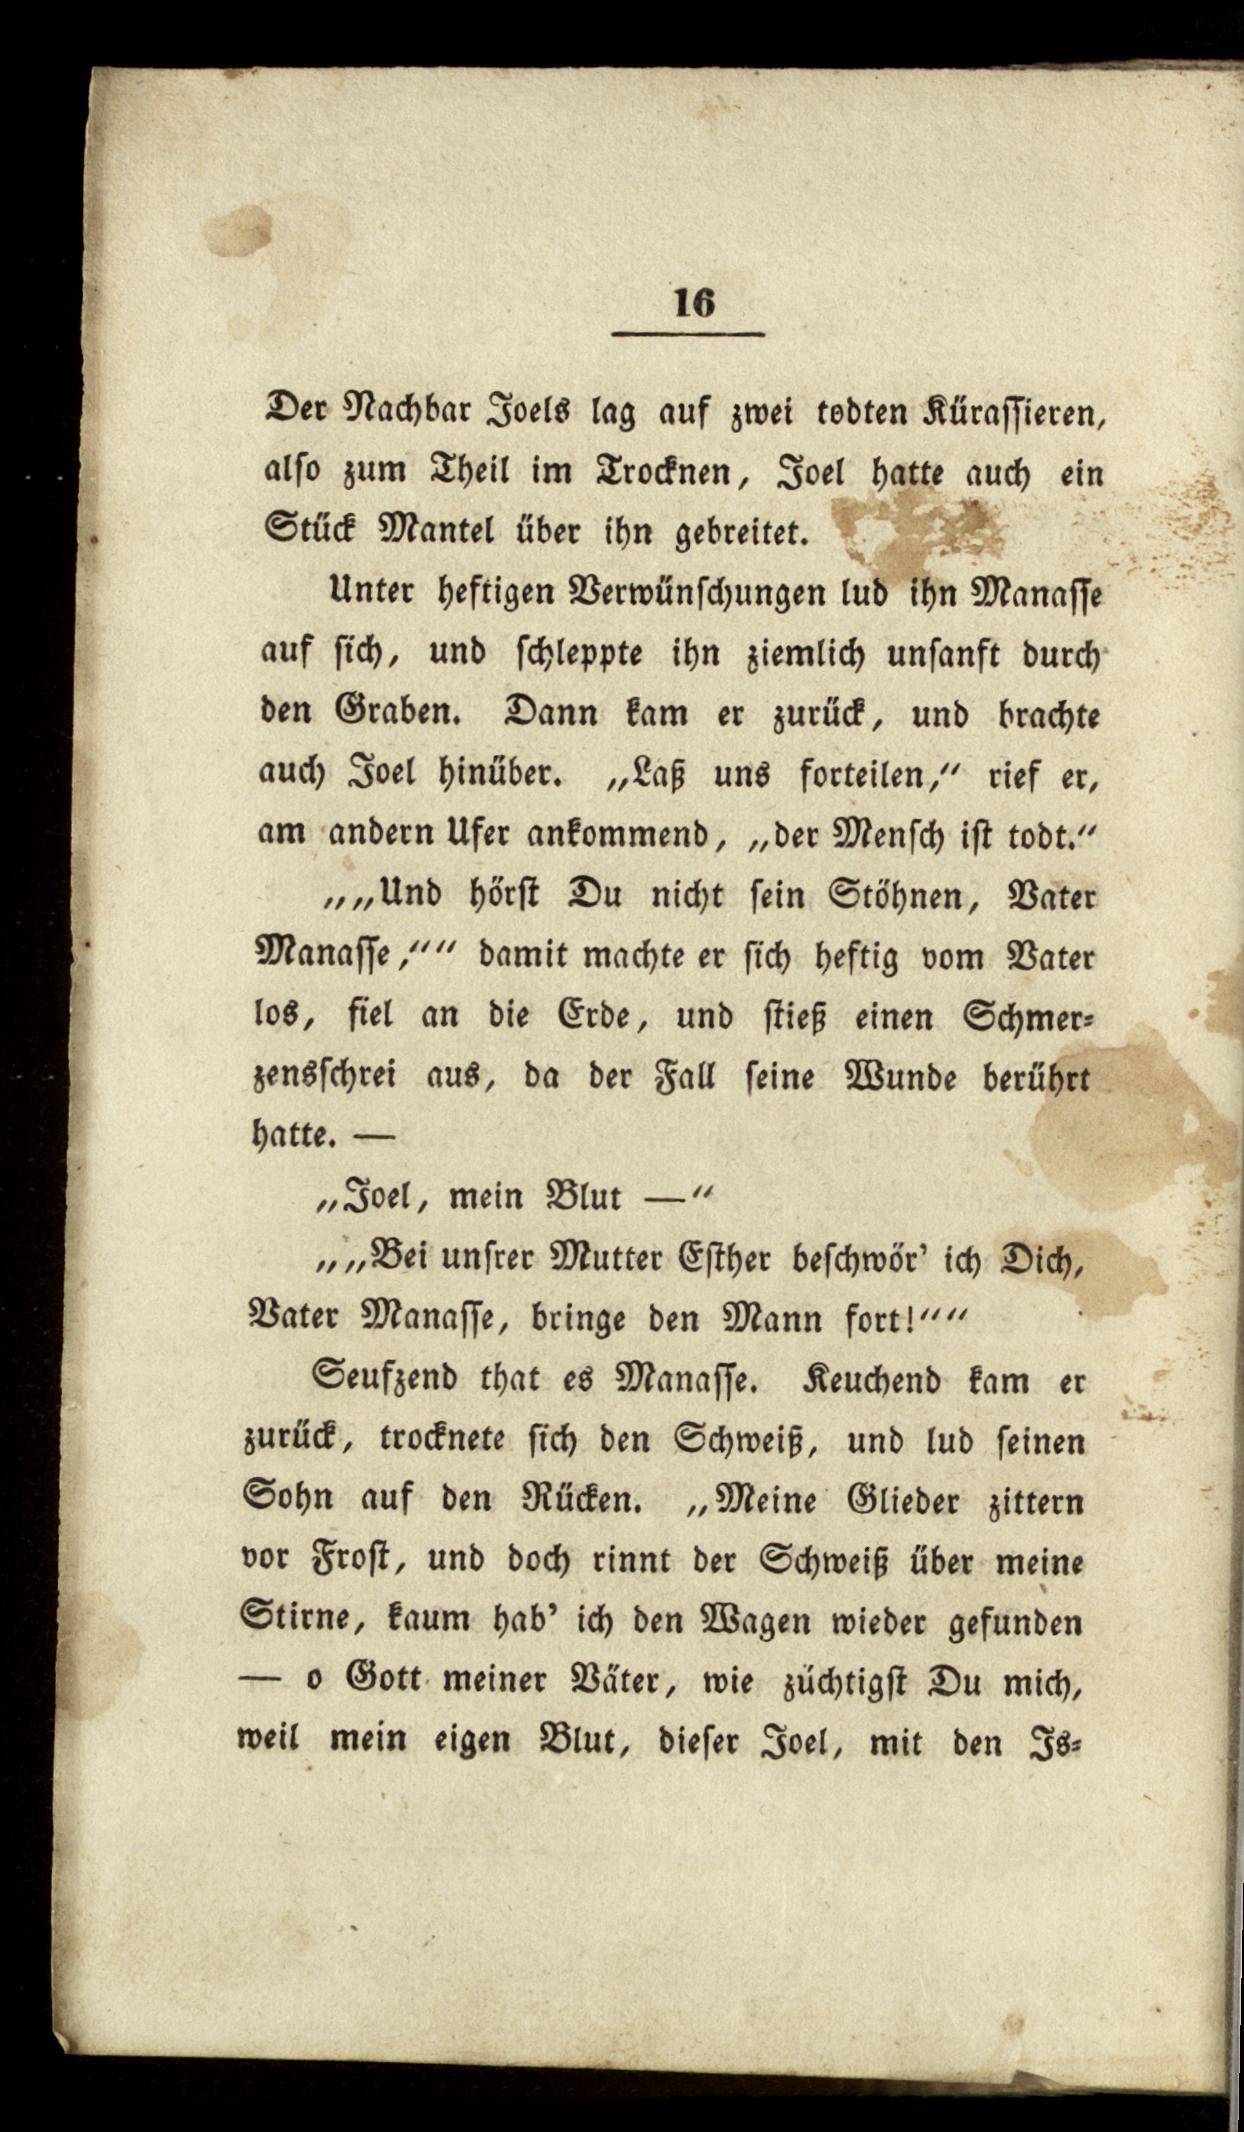 16
Der Nachbar Joels lag auf zwei todten Kürassieren,
also zum Theil im Trocknen, Joel hatte auch ein
Stück Mantel über ihn gebreitet.
Unter heftigen Verwünschungen lud ihn Manasse
auf sich, und schleppte ihn ziemlich unsanft durch
den Graben. Dann kam er zurück, und brachte
auch Joel hinüber. „Laß uns forteilen,“ rief er,
am andern Ufer ankommend, „der Mensch ist todt.“
„„Und hörst Du nicht sein Stöhnen, Vater
Manasse,““ damit machte er sich heftig vom Vater
los, fiel an die Erde, und stieß einen Schmer-
zensschrei aus, da der Fall seine Wunde berührt
hatte. —
„Joel, mein Blut —“
„„Bei unsrer Mutter Esther beschwör’ ich Dich,
Vater Manasse, bringe den Mann fort!““
Seufzend that es Manasse. Keuchend kam er
zurück, trocknete sich den Schweiß, und lud seinen
Sohn auf den Rücken. „Meine Glieder zittern
vor Frost, und doch rinnt der Schweiß über meine
Stirne, kaum hab’ ich den Wagen wieder gefunden
— o Gott meiner Väter, wie züchtigst Du mich,
weil mein eigen Blut, dieser Joel, mit den Is-